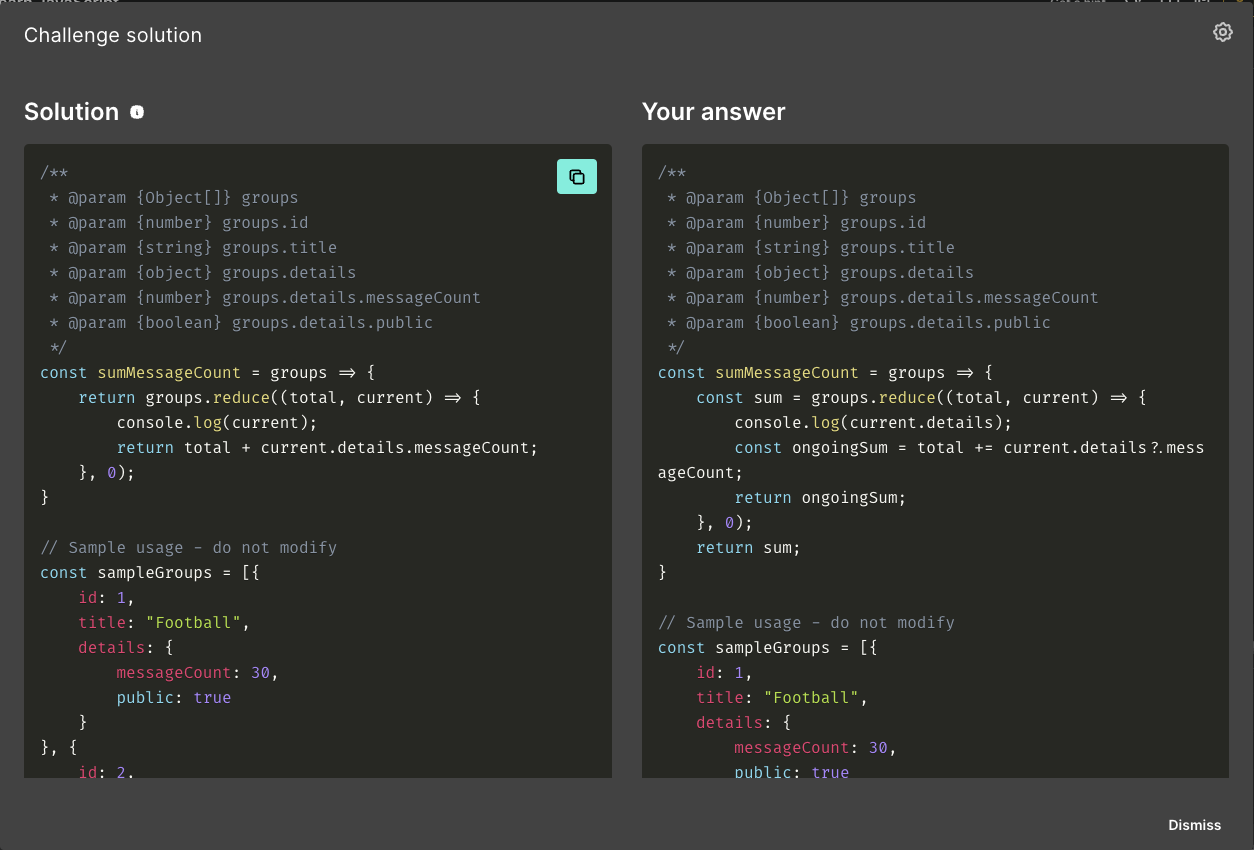 Challenge solution
Solution
/**
 * @param {Object[]} groups
 * @param {number} groups.id
 * @param {string} groups.title
 * @param {object} groups.details
 * @param {number} groups.details.messageCount
 * @param {boolean} groups.details.public
 */
const sumMessageCount = groups => {
    return groups.reduce((total, current) => {
        console.log(current);
        return total + current.details.messageCount;
    }, 0);
}

// Sample usage - do not modify
const sampleGroups = [{
    id: 1,
    title: "Football",
    details: {
        messageCount: 30,
        public: true
    }
}, {
    id: 2,
Your answer
/**
 * @param {Object[]} groups
 * @param {number} groups.id
 * @param {string} groups.title
 * @param {object} groups.details
 * @param {number} groups.details.messageCount
 * @param {boolean} groups.details.public
 */
const sumMessageCount = groups => {
    const sum = groups.reduce((total, current) => {
        console.log(current.details);
        const ongoingSum = total += current.details?.mess
ageCount;
        return ongoingSum;
    }, 0);
    return sum;
}

// Sample usage - do not modify
const sampleGroups = [{
    id: 1,
    title: "Football",
    details: {
        messageCount: 30,
        public: true
Dismiss